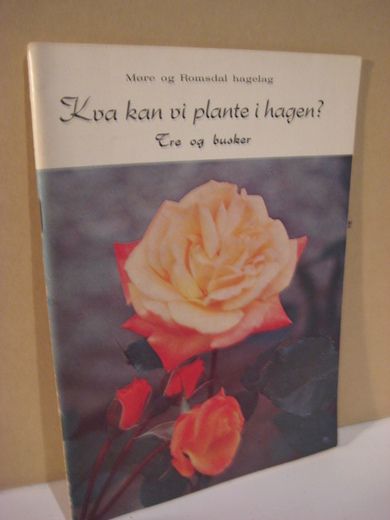 Møre og Romsdal hagelag
Kva kan vi plante i hagen?
Tre og busker